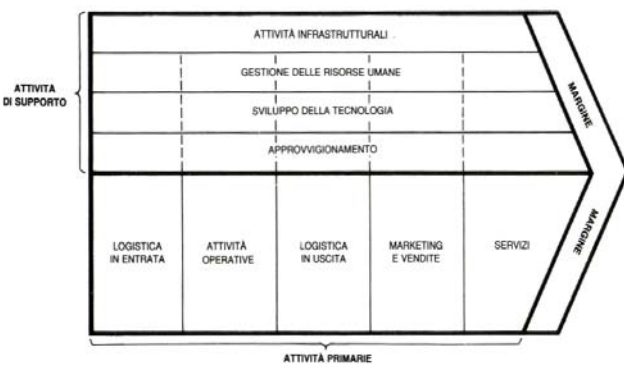 ATTIVITÀ INFRASTRUTTURALI
GESTIONE DELLE RISORSE UMANE
ATTIVITÀ
DI SUPPORTO
SVILUPPO DELLA TECNOLOGIA
APPROVVIGIONAMENTO
MARGINE
LOGISTICA
IN ENTRATA
ATTIVITÀ
OPERATIVE
LOGISTICA
IN USCITA
MARKETING
E VENDITE
SERVIZI
MARGINE
ATTIVITÀ PRIMARIE